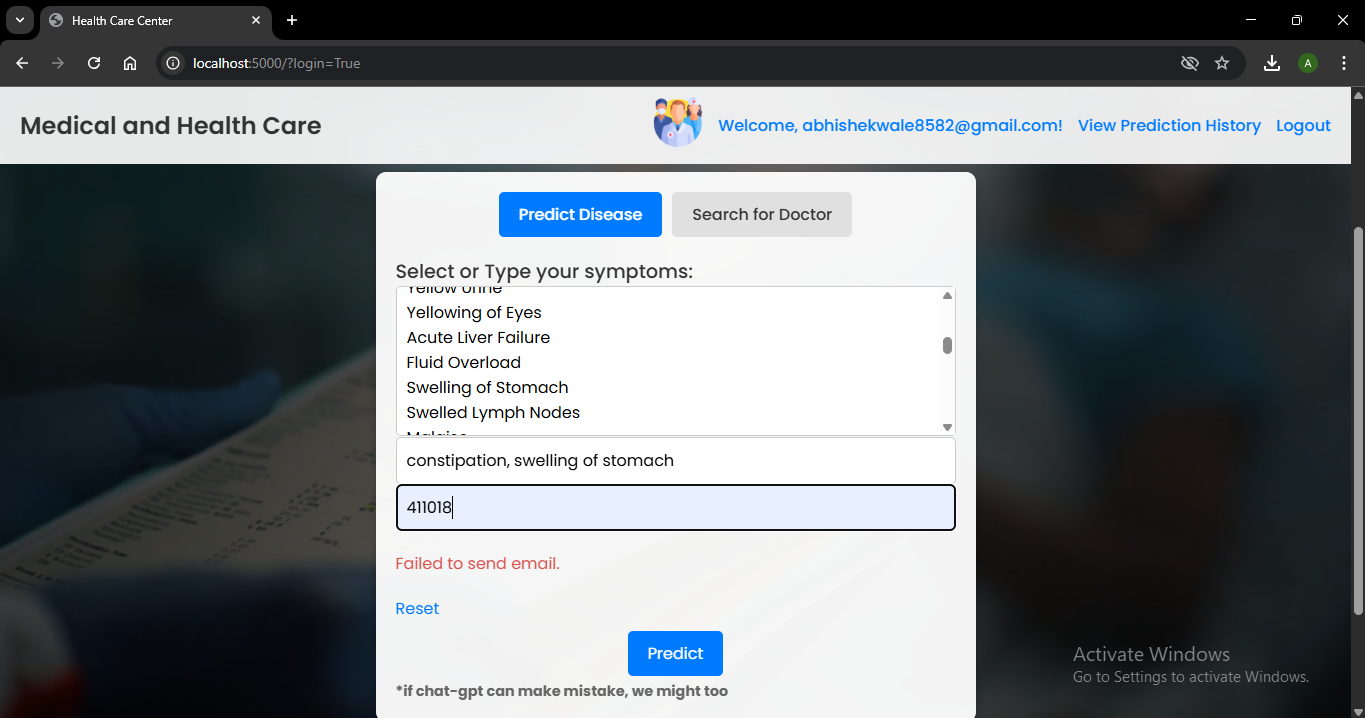 Health Care Center
localhost:5000/?login=True
A
Medical and Health Care
Welcome, abhishekwale8582@gmail.com! View Prediction History Logout
Predict Disease Search for Doctor
Select or Type your symptoms:
Yellow Urine
Yellowing of Eyes
Acute Liver Failure
Fluid Overload
Swelling of Stomach
Swelled Lymph Nodes
Malaise
constipation, swelling of stomach
411018
Failed to send email.
Reset
Predict
*if chat-gpt can make mistake, we might too
Activate Windows
Go to Settings to activate Windows.